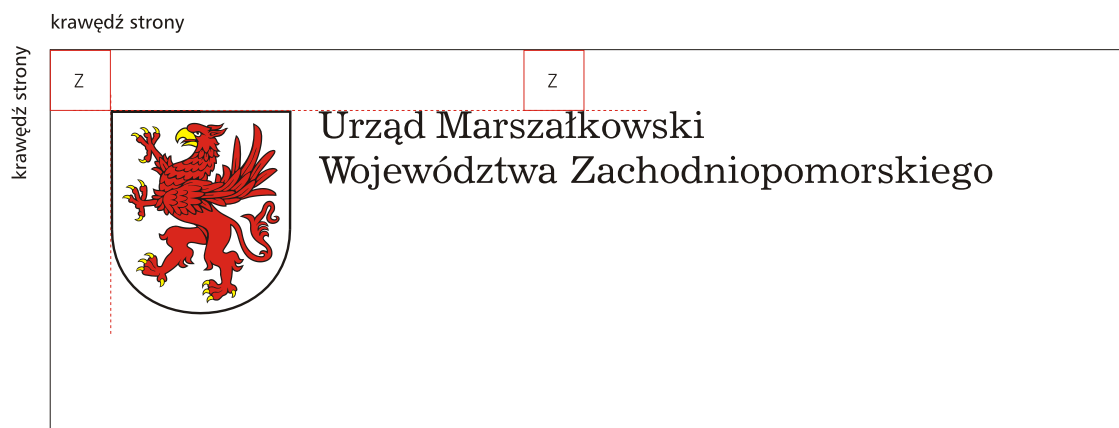 krawędź strony
krawędź strony
Z
Z
Urząd Marszałkowski
Województwa Zachodniopomorskiego